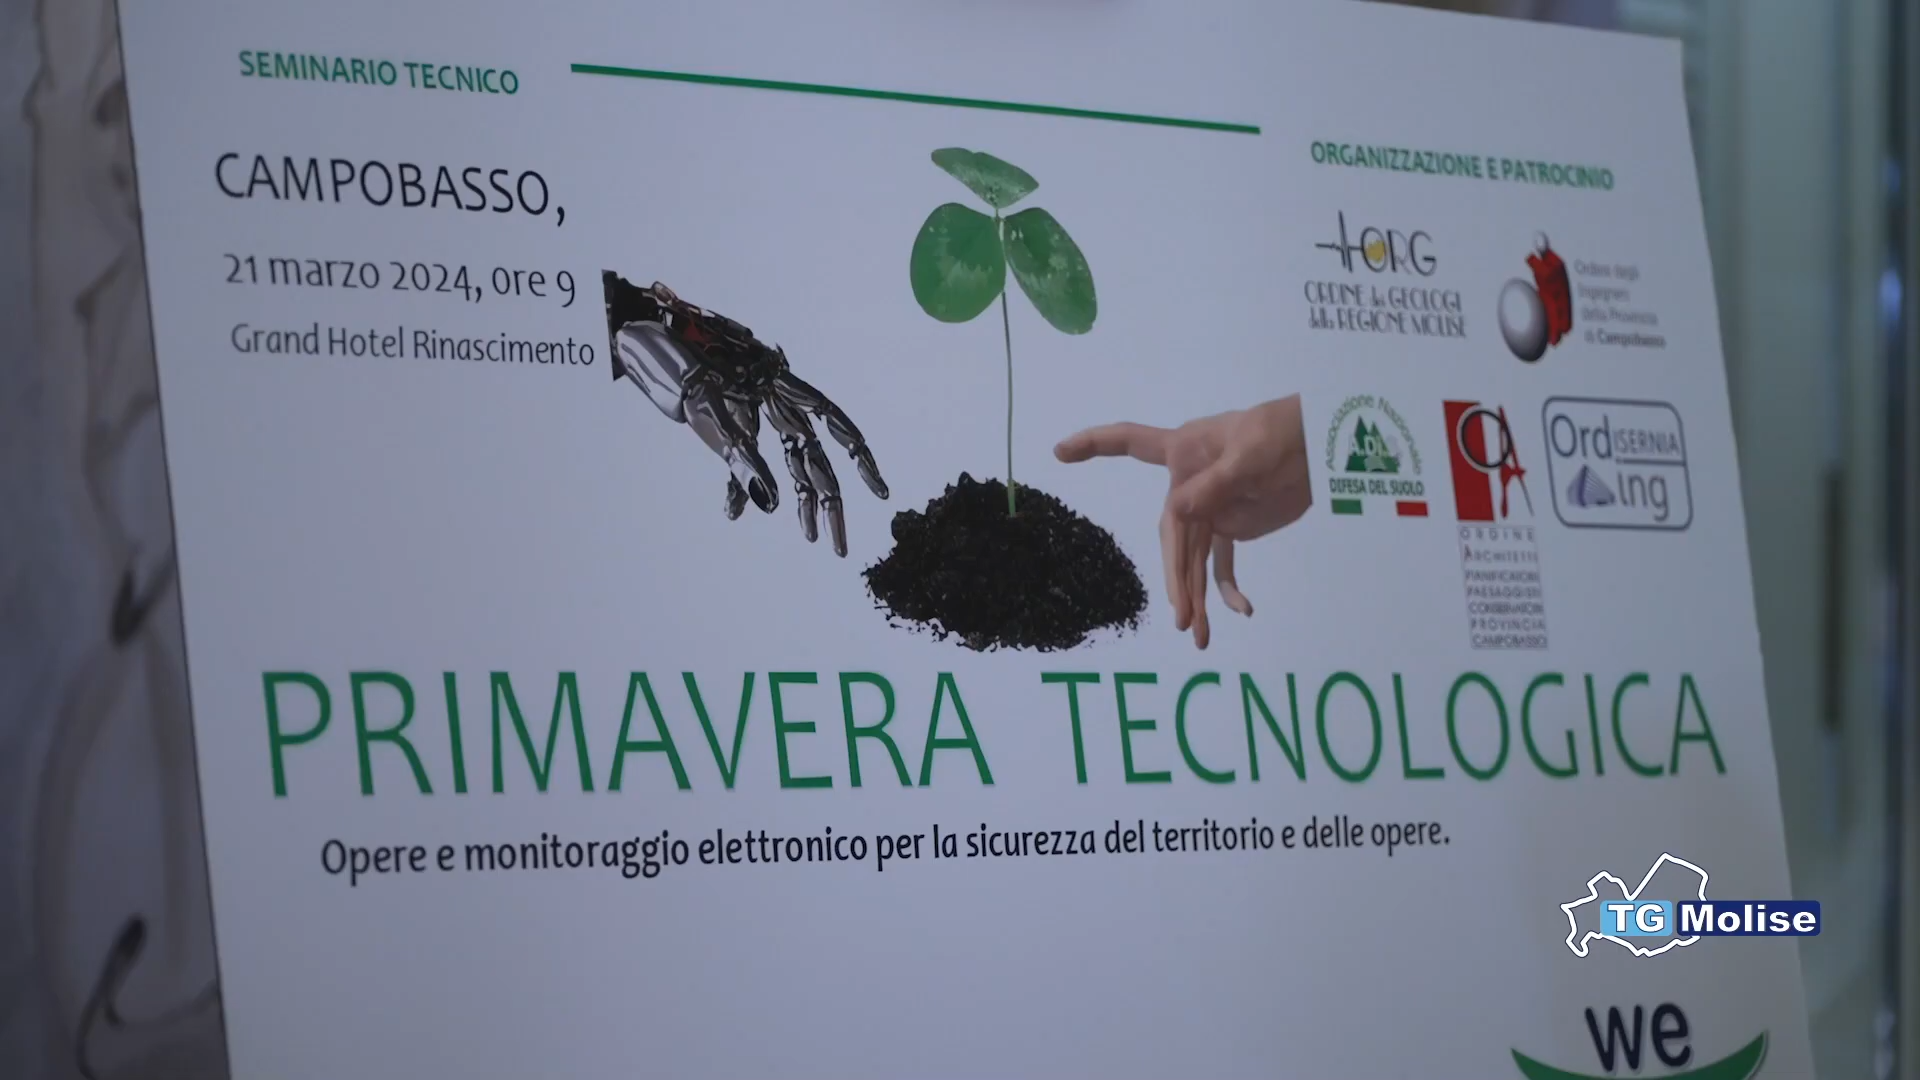 SEMINARIO TECNICO
CAMPOBASSO,
21 marzo 2024, ore 9
Grand Hotel Rinascimento
ORGANIZZAZIONE E PATROCINIO
ORG
ORDINE dei GEOLOGI
della REGIONE MOLISE
Ordine degli
Ingegneri
della Provincia
di Campobasso
Associazione Nazionale
DIFESA DEL SUOLO
ORDINE
ARCHITETTI
PIANIFICATORI
PAESAGGISTI
CONSERVATORI
PROVINCIA
CAMPOBASSO
Ord ISERNIA
ing
PRIMAVERA TECNOLOGICA
Opere e monitoraggio elettronico per la sicurezza del territorio e delle opere.
TG Molise
we